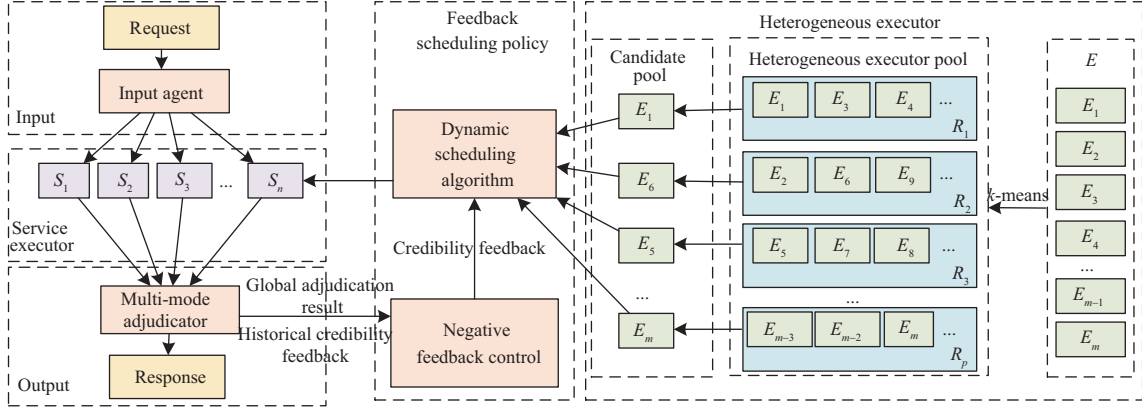 Request
Input agent
Input
S1 S2 S3 ... Sn
Service
executor
Multi-mode
adjudicator
Response
Output
Global adjudication
result
Historical credibility
feedback
Feedback
scheduling policy
Dynamic
scheduling
algorithm
Credibility feedback
Negative
feedback control
Heterogeneous executor
Candidate
pool
E1
E6
E5
...
Em
Heterogeneous executor pool
E1 E3 E4 ...
R1
E2 E6 E9 ...
R2
E5 E7 E8 ...
R3
...
Em−3 Em−2 Em ...
Rp
k-means
E
E1
E2
E3
E4
...
Em−1
Em